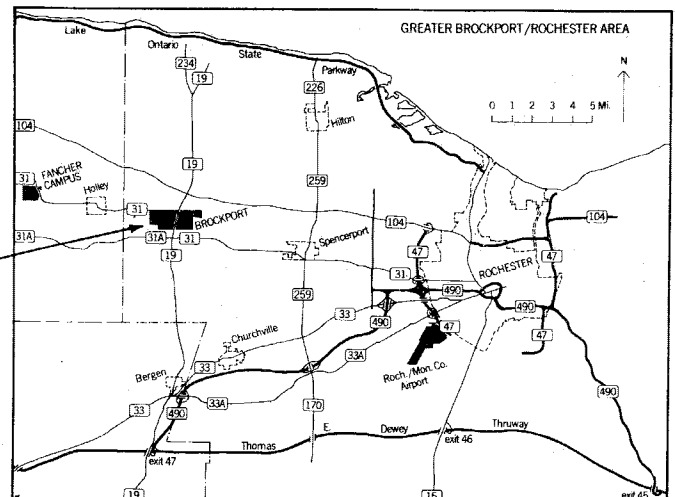 GREATER BROCKPORT/ROCHESTER AREA
Lake
Ontario
State
Parkway
N
0 1 2 3 4 5 Mi.
234
19
226
Hilton
104
19
259
31
FANCHER
CAMPUS
Holley
31
BROCKPORT
104
104
31A
31A
31
19
Spencerport
47
47
31
ROCHESTER
259
490
490
33
490
47
Churchville
33
33A
Roch./Mon. Co.
Airport
Bergen
490
33
33A
490
170
Thomas
E.
Dewey
Thruway
exit 47
exit 46
exit 45
19
16